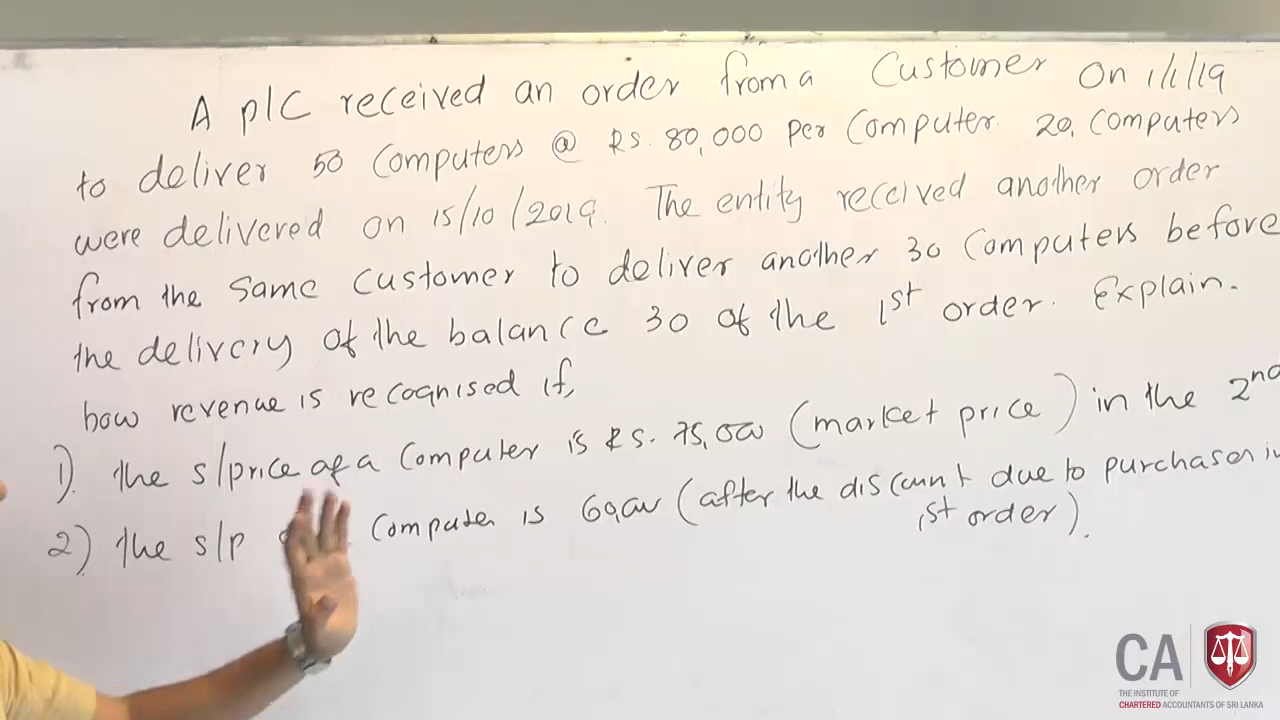 A plc received an order from a Customer On 1/1/19
to deliver 50 Computers @ Rs. 80,000 Per Computer. 20, Computers
were delivered on 15/10/2019. The entity received another order
from the Same Customer to deliver another 30 Computers before
the delivery of the balance 30 of the 1st order. Explain.
how revenue is recognised if,
1). the s/price of a Computer is Rs. 75,000 (market price) in the 2nd
2) the s/p Computer is (after the discount due to purchases in
1st order).
CA
THE INSTITUTE OF
CHARTERED ACCOUNTANTS OF SRI LANKA